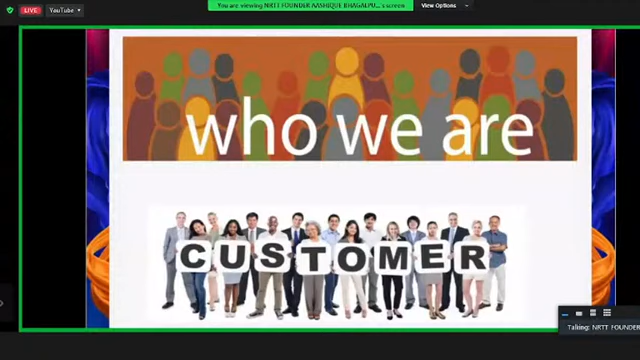 LIVE
YouTube
You are viewing NRTT FOUNDER AASHIQUE BHAGALPU...'s screen
View Options
who we are
CUSTOMER
Talking: NRTT FOUNDER